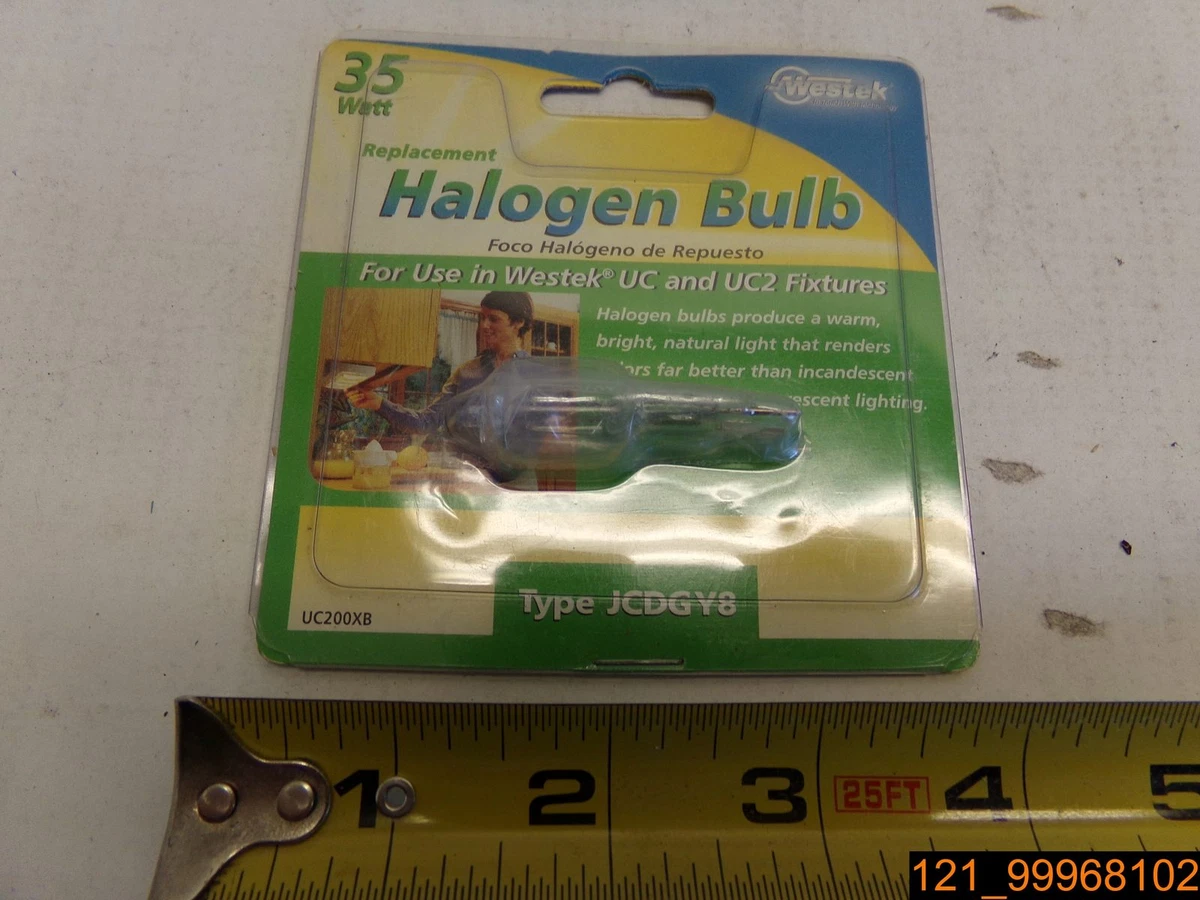 35
Watt
Westek
Replacement
Halogen Bulb
Foco Halógeno de Repuesto
For Use in Westek® UC and UC2 Fixtures
Halogen bulbs produce a warm,
bright, natural light that renders
far better than incandescent
lighting.
UC200XB
Type JCDGY8
1 2 3 25FT 4 5
121_99968102